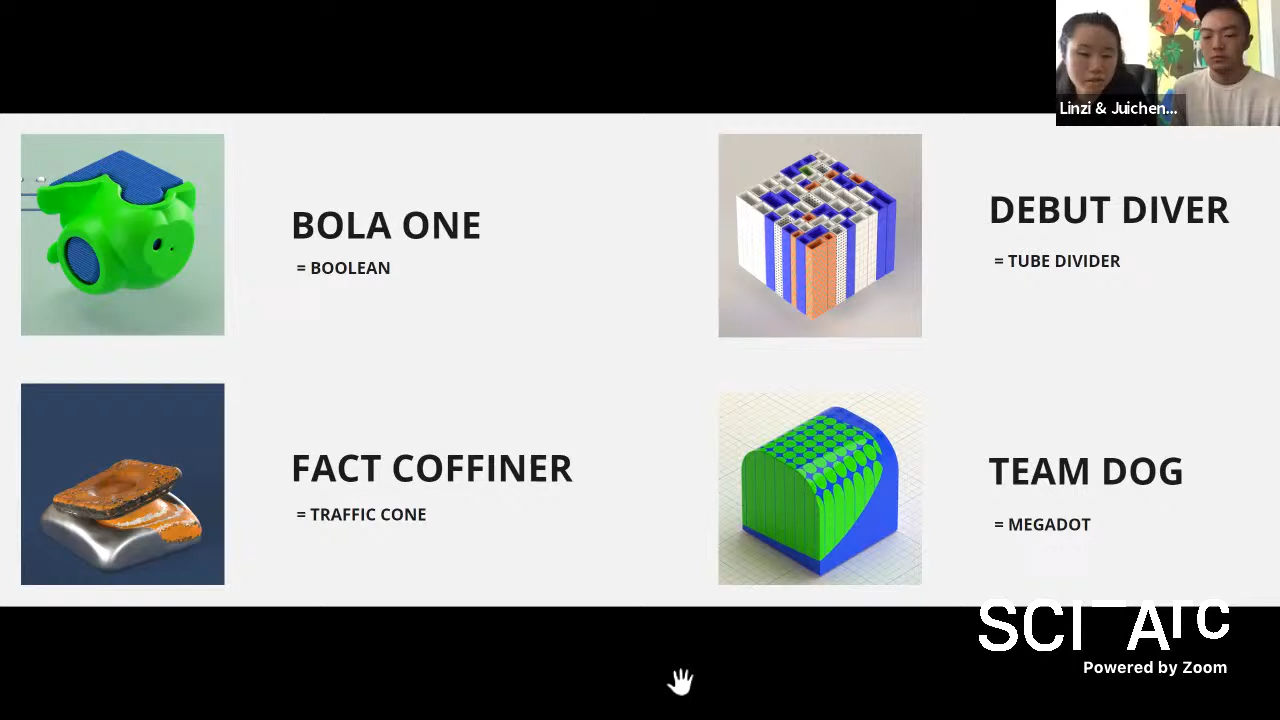 Linzi & Juichen...
BOLA ONE
= BOOLEAN
DEBUT DIVER
= TUBE DIVIDER
FACT COFFINER
= TRAFFIC CONE
TEAM DOG
= MEGADOT
SCI-Arc
Powered by Zoom